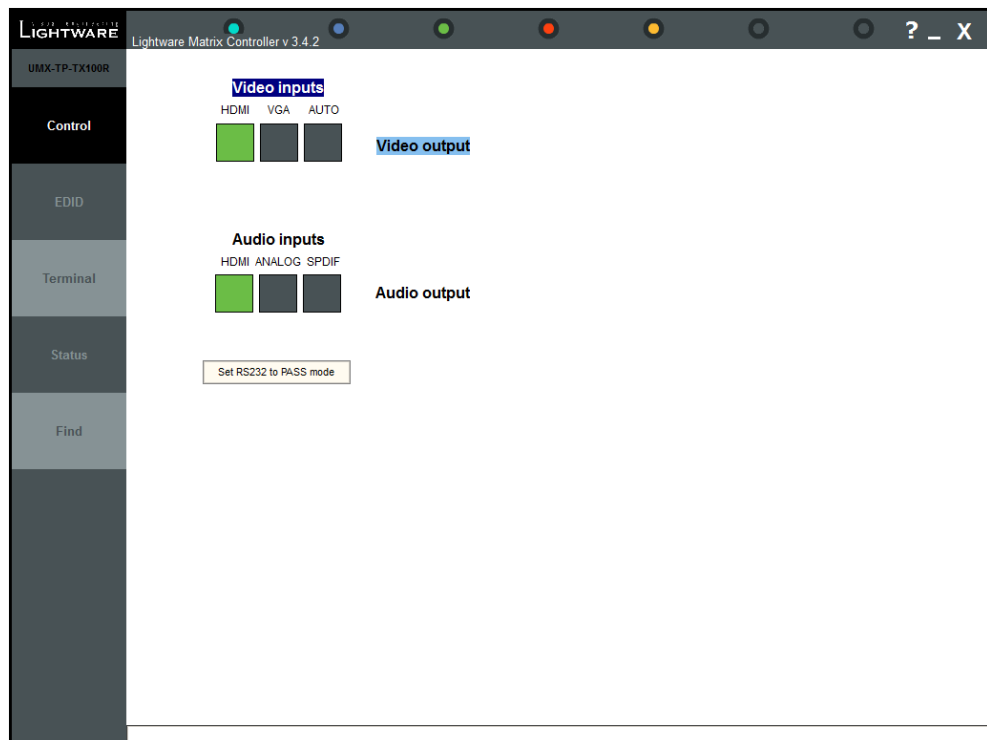 LIGHTWARE
Lightware Matrix Controller v 3.4.2
? _ X
UMX-TP-TX100R
Control
EDID
Terminal
Status
Find
Video inputs
HDMI VGA AUTO
Video output
Audio inputs
HDMI ANALOG SPDIF
Audio output
Set RS232 to PASS mode